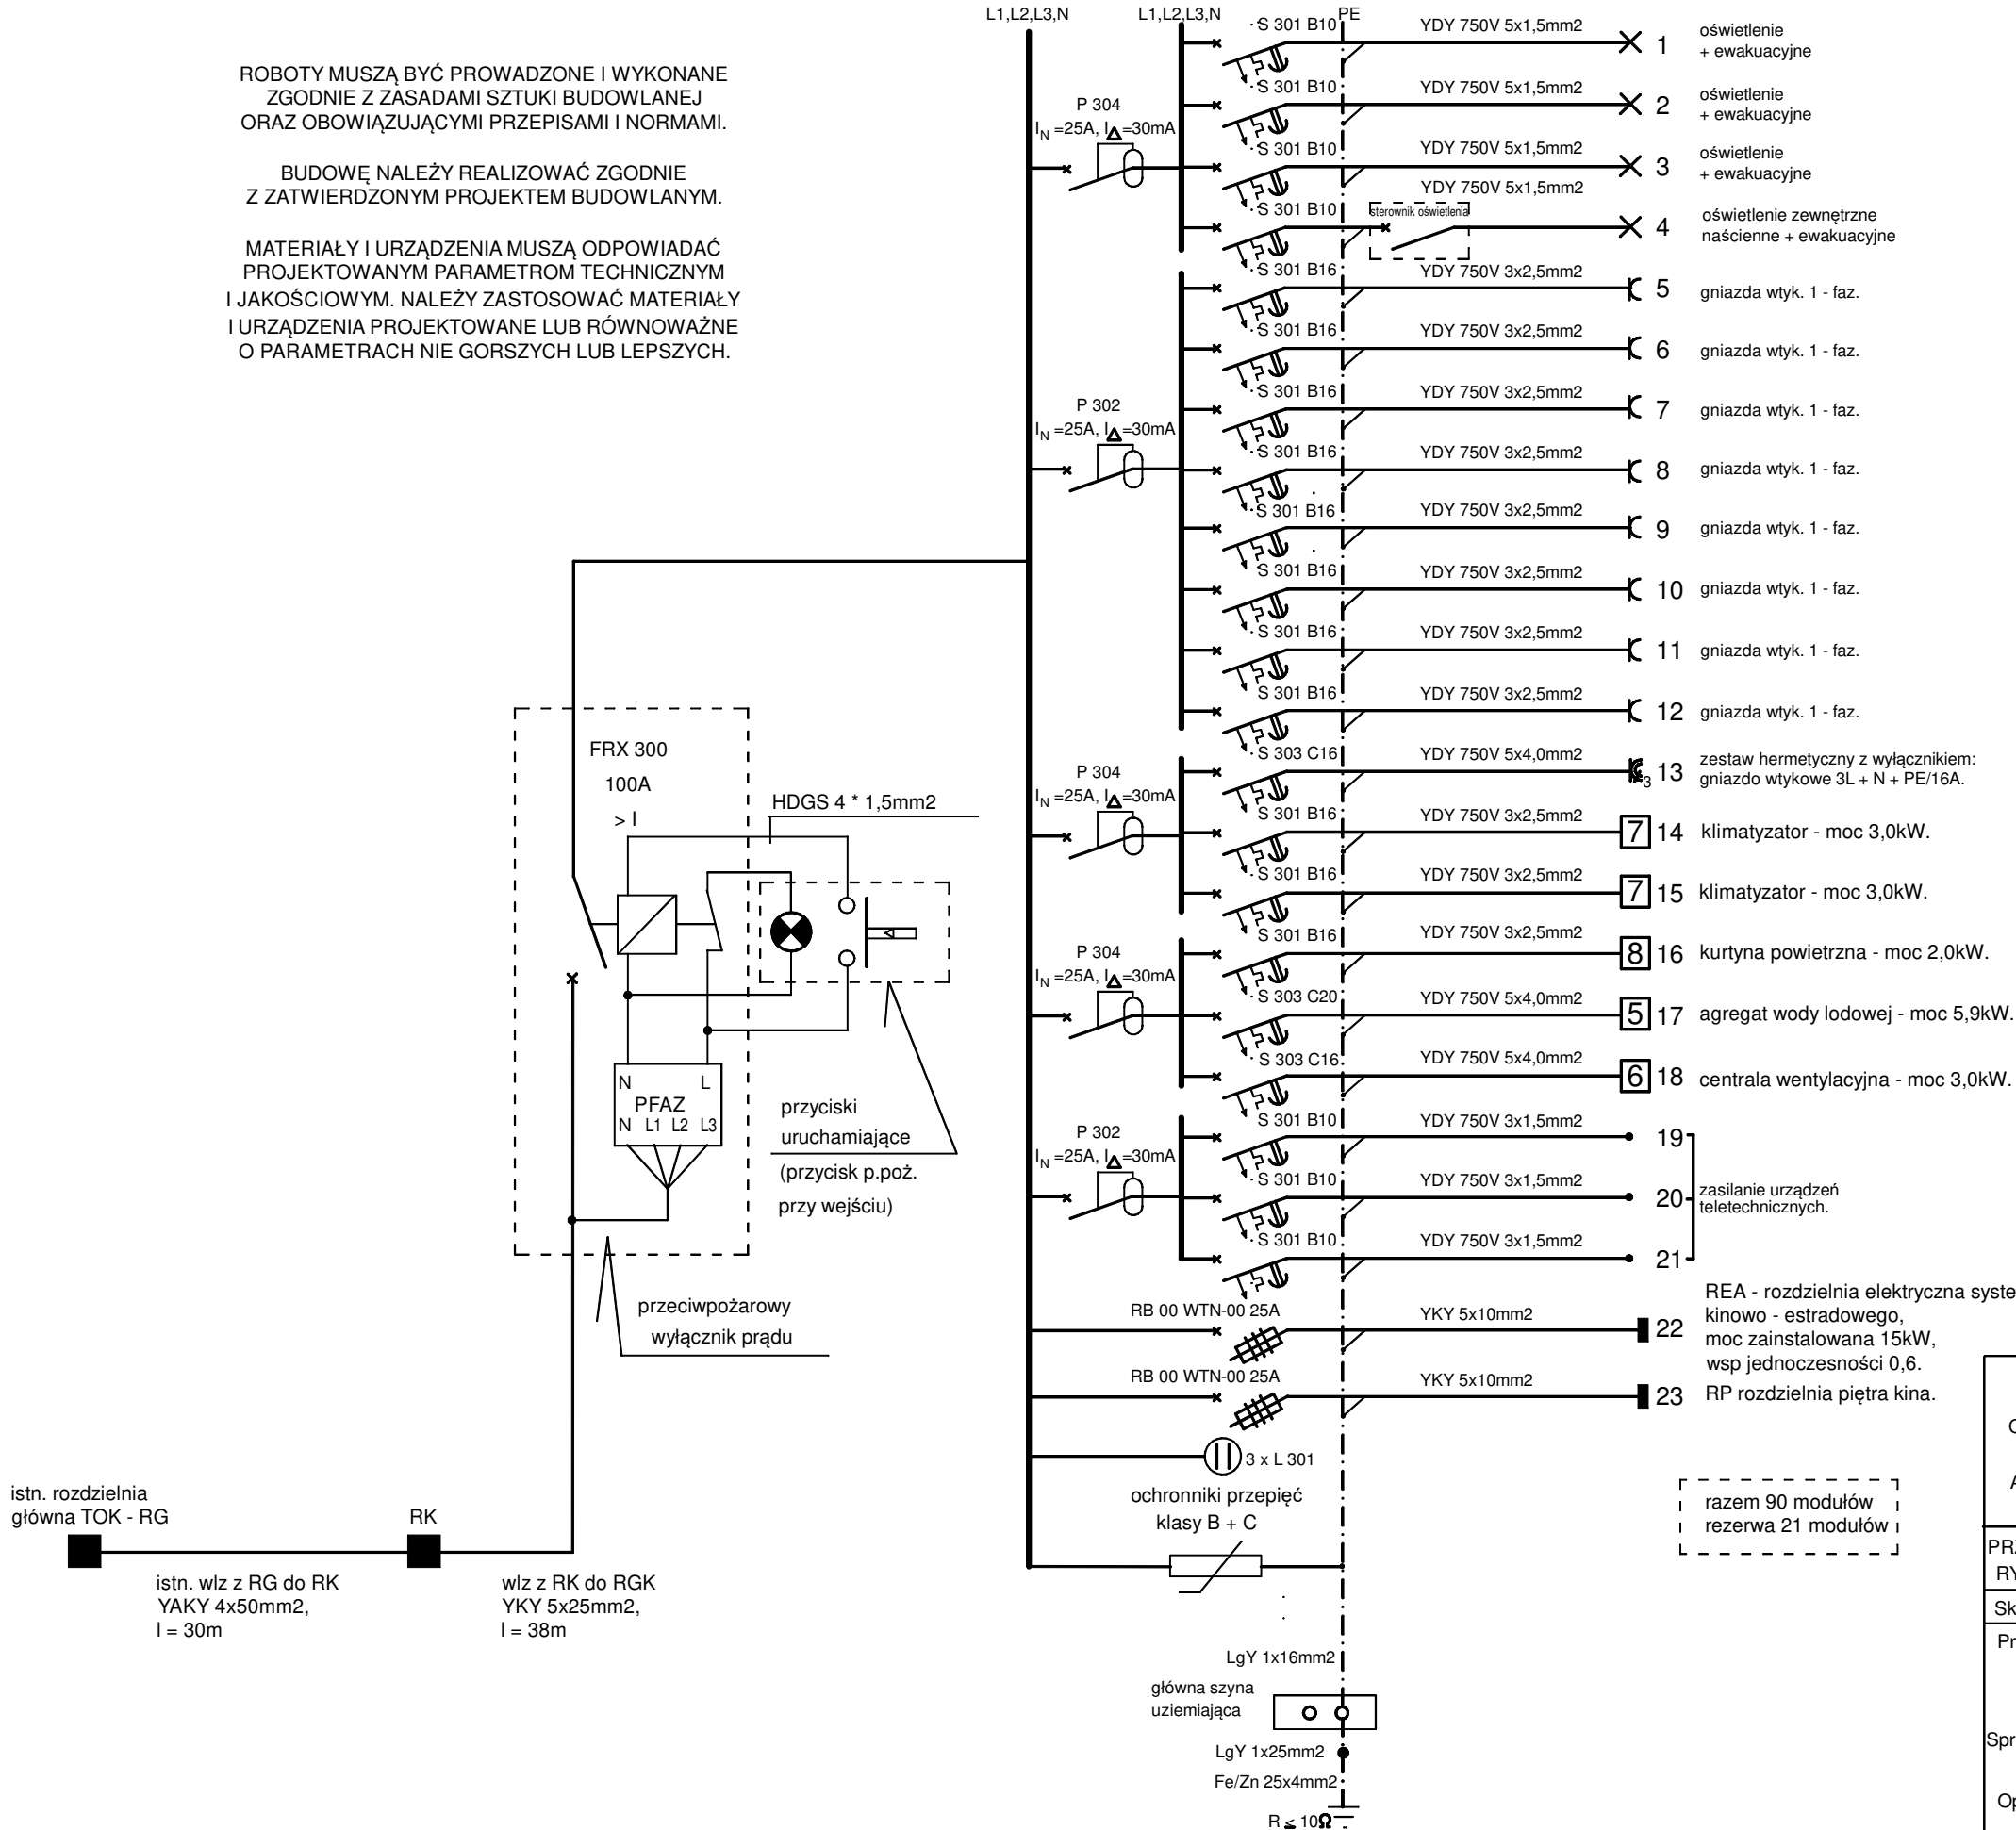 ROBOTY MUSZĄ BYĆ PROWADZONE I WYKONANE
ZGODNIE Z ZASADAMI SZTUKI BUDOWLANEJ
ORAZ OBOWIĄZUJĄCYMI PRZEPISAMI I NORMAMI.
BUDOWĘ NALEŻY REALIZOWAĆ ZGODNIE
Z ZATWIERDZONYM PROJEKTEM BUDOWLANYM.
MATERIAŁY I URZĄDZENIA MUSZĄ ODPOWIADAĆ
PROJEKTOWANYM PARAMETROM TECHNICZNYM
I JAKOŚCIOWYM. NALEŻY ZASTOSOWAĆ MATERIAŁY
I URZĄDZENIA PROJEKTOWANE LUB RÓWNOWAŻNE
O PARAMETRACH NIE GORSZYCH LUB LEPSZYCH.
L1,L2,L3,N
L1,L2,L3,N
PE
P 304
I_N =25A, I∆=30mA
S 301 B10 YDY 750V 5x1,5mm2 1 oświetlenie
+ ewakuacyjne
S 301 B10 YDY 750V 5x1,5mm2 2 oświetlenie
+ ewakuacyjne
S 301 B10 YDY 750V 5x1,5mm2 3 oświetlenie
+ ewakuacyjne
S 301 B10 YDY 750V 5x1,5mm2 4 oświetlenie zewnętrzne
naścienne + ewakuacyjne
sterownik oświetlenia
P 302
I_N =25A, I∆=30mA
S 301 B16 YDY 750V 3x2,5mm2 5 gniazda wtyk. 1 - faz.
S 301 B16 YDY 750V 3x2,5mm2 6 gniazda wtyk. 1 - faz.
S 301 B16 YDY 750V 3x2,5mm2 7 gniazda wtyk. 1 - faz.
S 301 B16 YDY 750V 3x2,5mm2 8 gniazda wtyk. 1 - faz.
S 301 B16 YDY 750V 3x2,5mm2 9 gniazda wtyk. 1 - faz.
S 301 B16 YDY 750V 3x2,5mm2 10 gniazda wtyk. 1 - faz.
S 301 B16 YDY 750V 3x2,5mm2 11 gniazda wtyk. 1 - faz.
S 301 B16 YDY 750V 3x2,5mm2 12 gniazda wtyk. 1 - faz.
P 304
I_N =25A, I∆=30mA
S 303 C16 YDY 750V 5x4,0mm2 3 13 zestaw hermetyczny z wyłącznikiem:
gniazdo wtykowe 3L + N + PE/16A.
S 301 B16 YDY 750V 3x2,5mm2 7 14 klimatyzator - moc 3,0kW.
S 301 B16 YDY 750V 3x2,5mm2 7 15 klimatyzator - moc 3,0kW.
P 304
I_N =25A, I∆=30mA
S 301 B16 YDY 750V 3x2,5mm2 8 16 kurtyna powietrzna - moc 2,0kW.
S 303 C20 YDY 750V 5x4,0mm2 5 17 agregat wody lodowej - moc 5,9kW.
S 303 C16 YDY 750V 5x4,0mm2 6 18 centrala wentylacyjna - moc 3,0kW.
P 302
I_N =25A, I∆=30mA
S 301 B10 YDY 750V 3x1,5mm2 19
S 301 B10 YDY 750V 3x1,5mm2 20 zasilanie urządzeń
teletechnicznych.
S 301 B10 YDY 750V 3x1,5mm2 21
RB 00 WTN-00 25A YKY 5x10mm2 22
REA - rozdzielnia elektryczna syste
kinowo - estradowego,
moc zainstalowana 15kW,
wsp jednoczesności 0,6.
RB 00 WTN-00 25A YKY 5x10mm2 23 RP rozdzielnia piętra kina.
3 x L 301
ochronniki przepięć
klasy B + C
razem 90 modułów
rezerwa 21 modułów
FRX 300
100A
> I
HDGS 4 * 1,5mm2
N L
PFAZ
N L1 L2 L3
przyciski
uruchamiające
(przycisk p.poż.
przy wejściu)
przeciwpożarowy
wyłącznik prądu
istn. rozdzielnia
główna TOK - RG
RK
istn. wlz z RG do RK
YAKY 4x50mm2,
l = 30m
wlz z RK do RGK
YKY 5x25mm2,
l = 38m
LgY 1x16mm2
główna szyna
uziemiająca
LgY 1x25mm2
Fe/Zn 25x4mm2
R ≤ 10Ω
PRZ
RY
Sk
Pr
Spr
Op